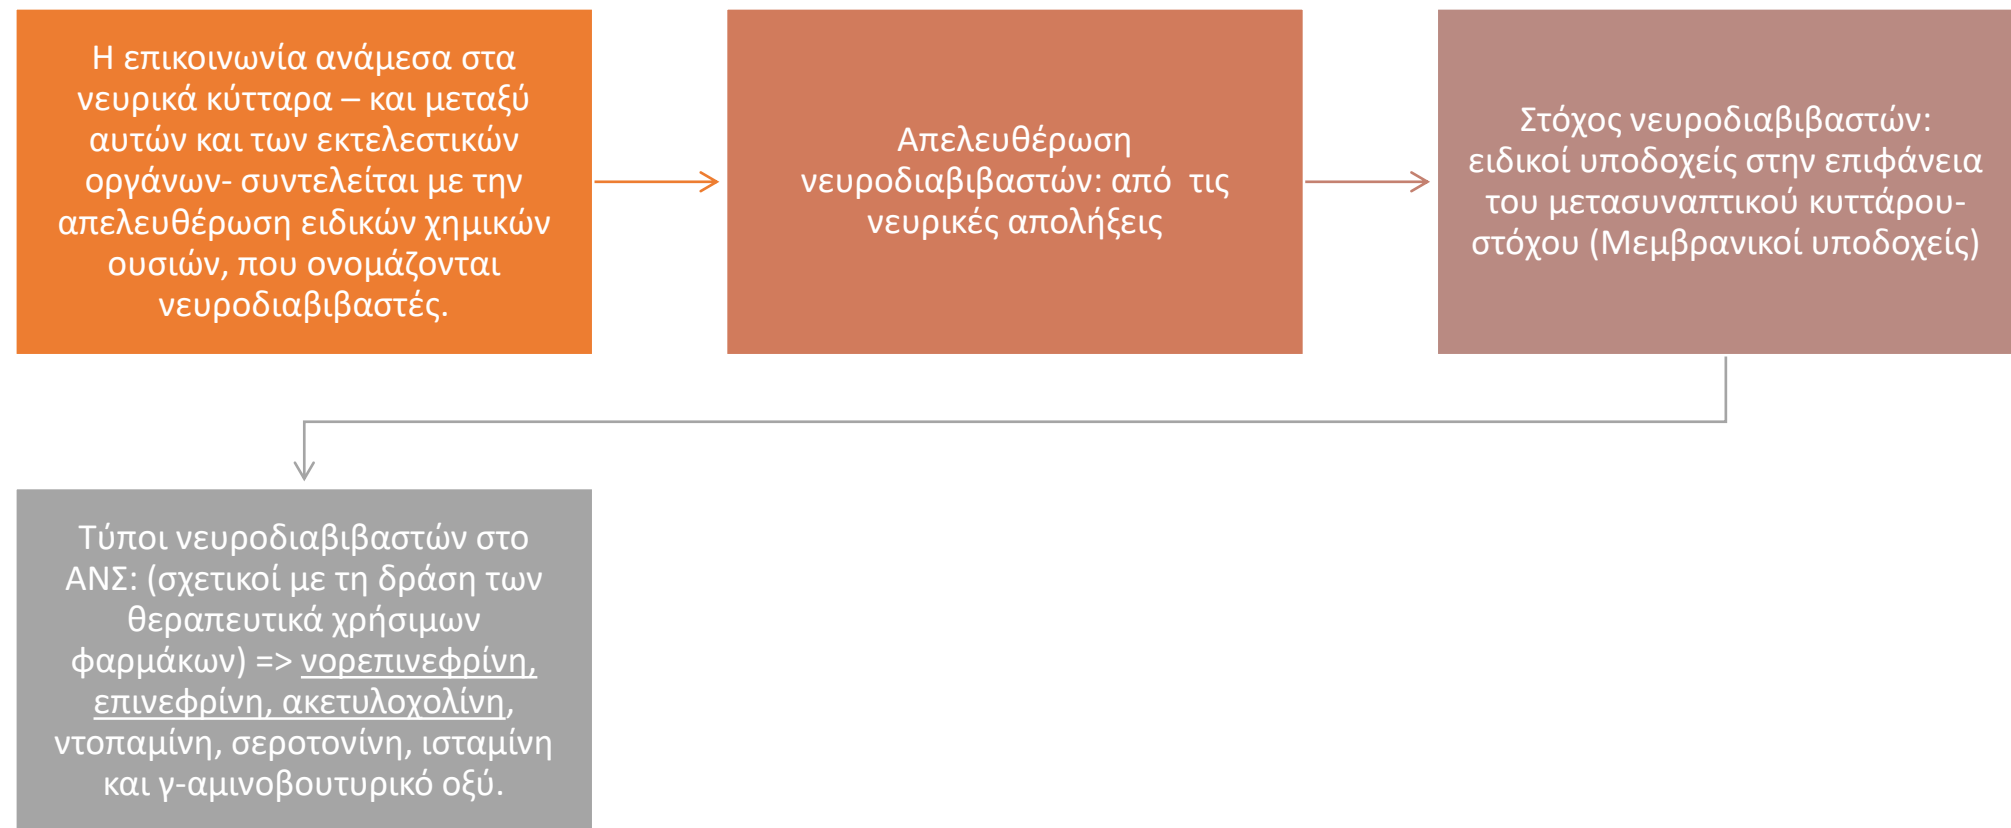 Η επικοινωνία ανάμεσα στα
νευρικά κύτταρα – και μεταξύ
αυτών και των εκτελεστικών
οργάνων- συντελείται με την
απελευθέρωση ειδικών χημικών
ουσιών, που ονομάζονται
νευροδιαβιβαστές.
Απελευθέρωση
νευροδιαβιβαστών: από τις
νευρικές απολήξεις
Στόχος νευροδιαβιβαστών:
ειδικοί υποδοχείς στην επιφάνεια
του μετασυναπτικού κυττάρου-
στόχου (Μεμβρανικοί υποδοχείς)
Τύποι νευροδιαβιβαστών στο
ΑΝΣ: (σχετικοί με τη δράση των
θεραπευτικά χρήσιμων
φαρμάκων) => νορεπινεφρίνη,
επινεφρίνη, ακετυλοχολίνη,
ντοπαμίνη, σεροτονίνη, ισταμίνη
και γ-αμινοβουτυρικό οξύ.